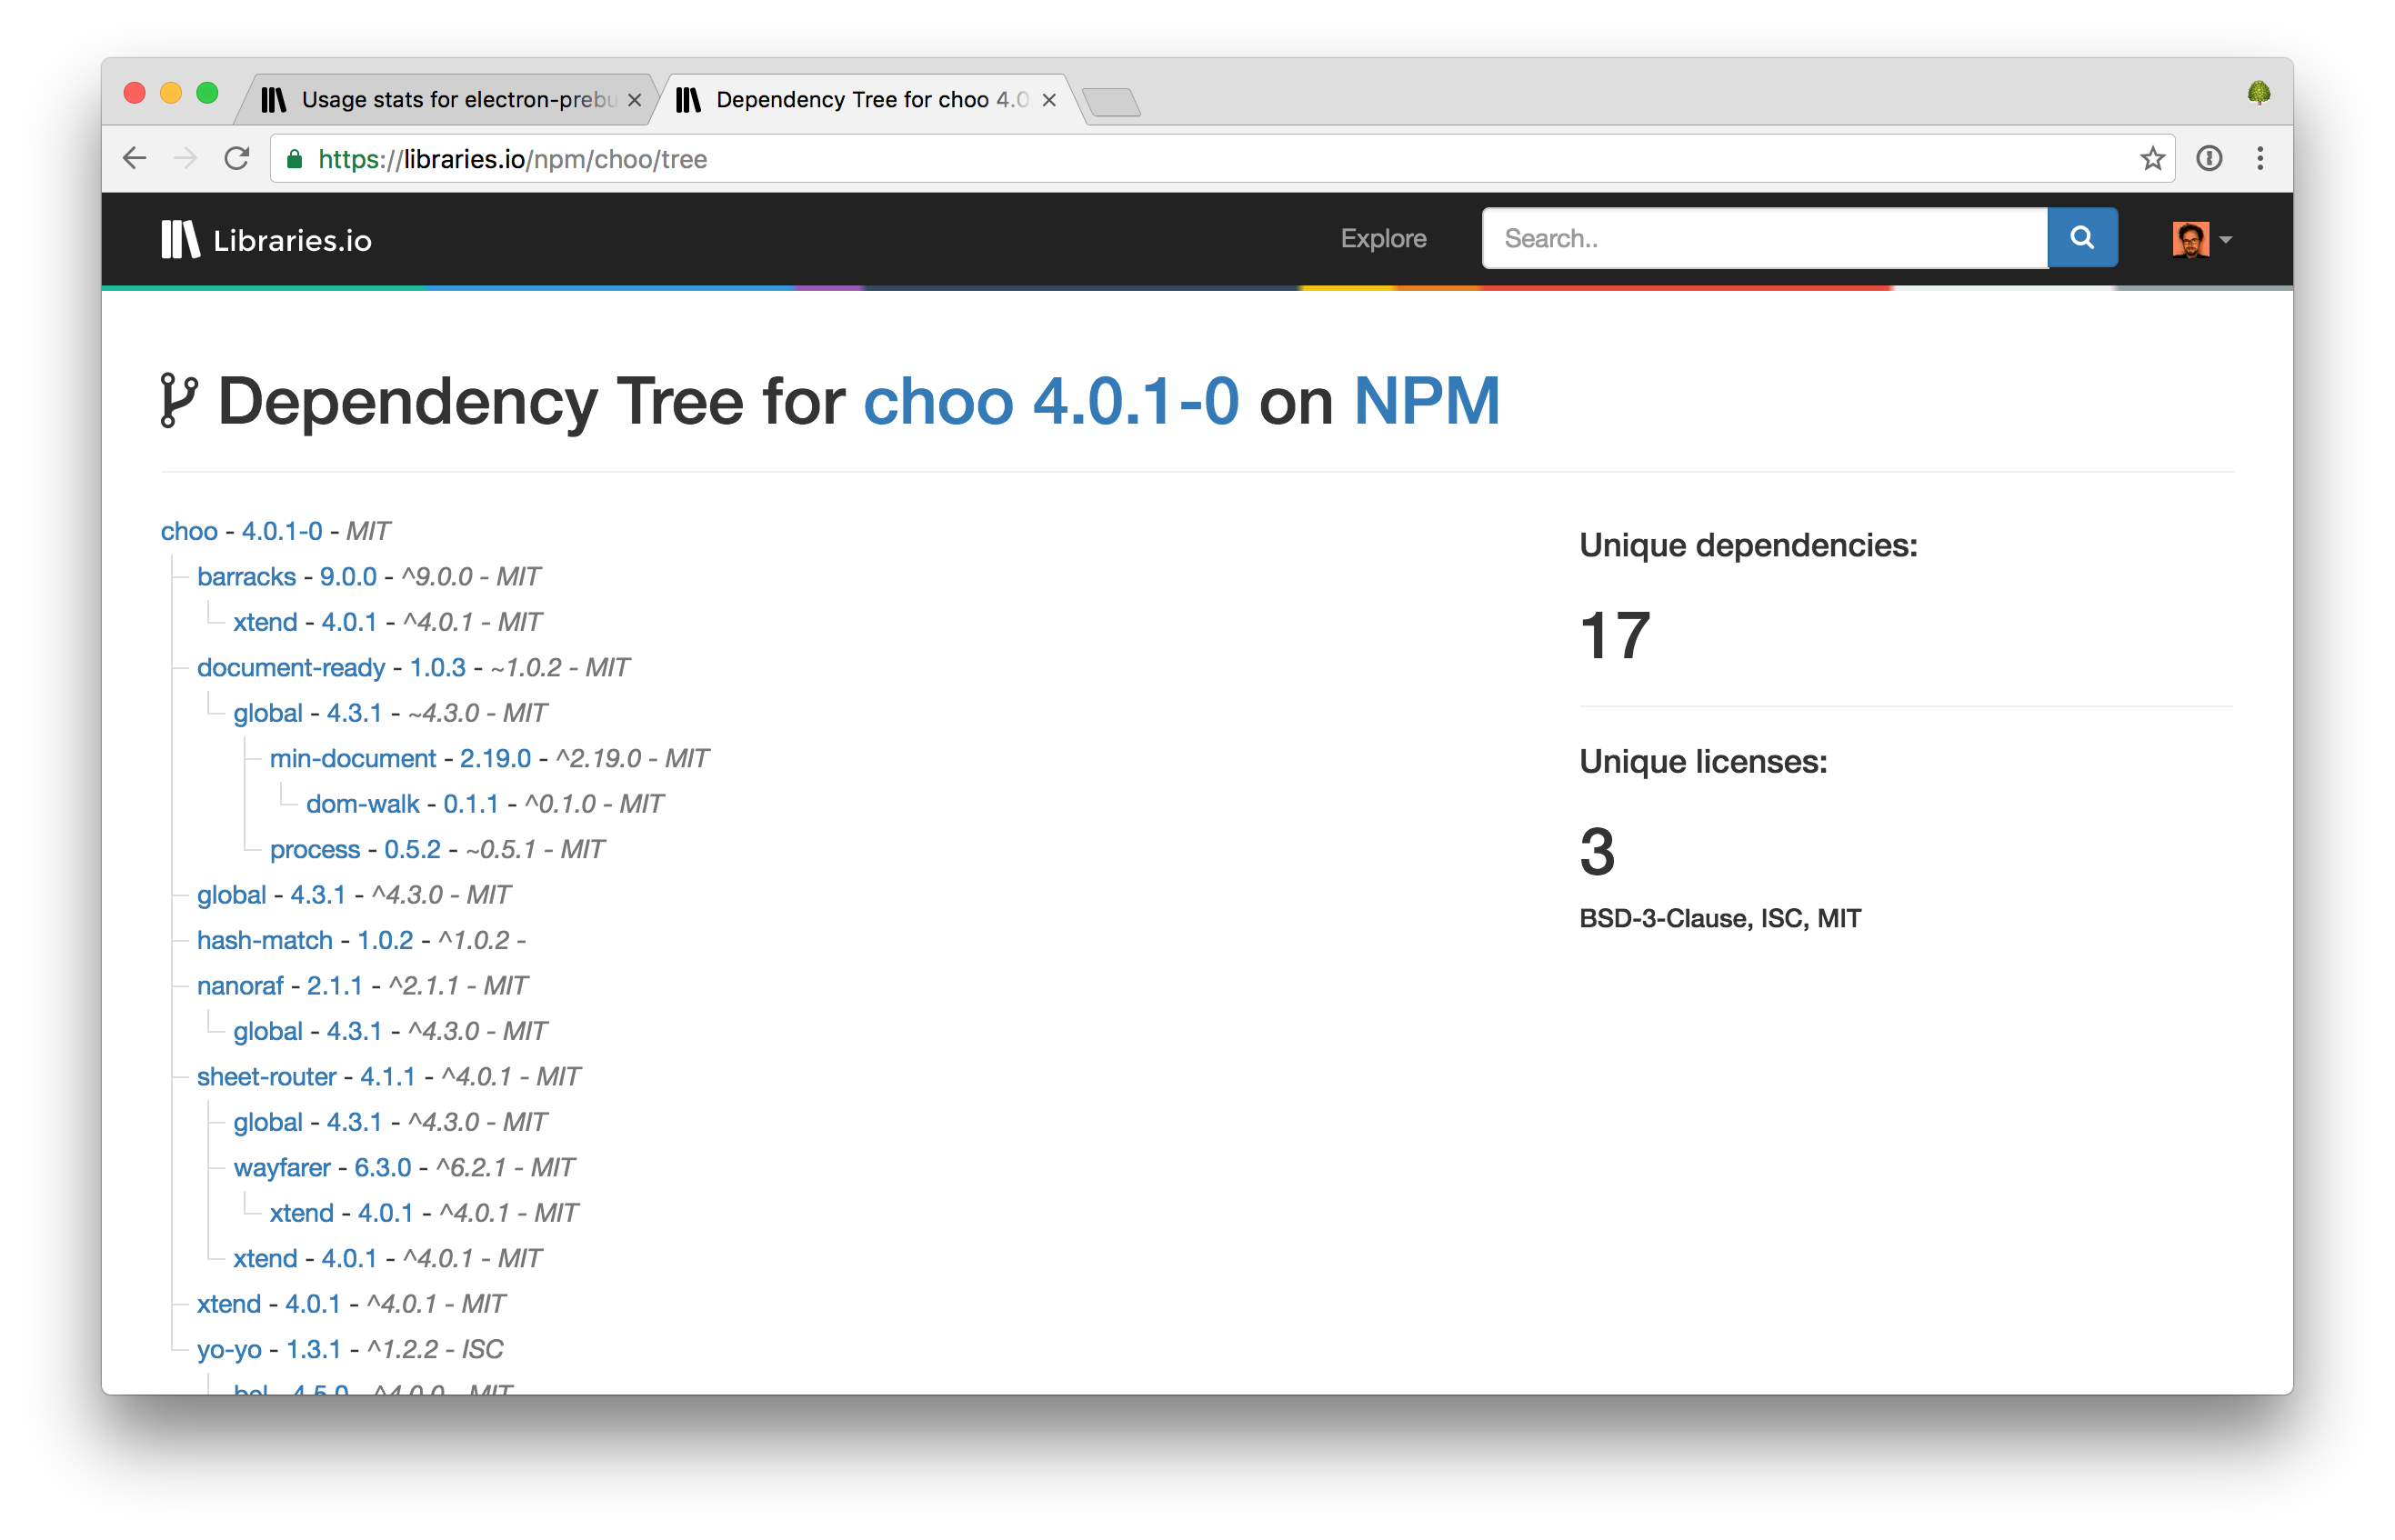 Usage stats for electron-prebu
Dependency Tree for choo 4.0
https://libraries.io/npm/choo/tree
Libraries.io
Explore
Search..
Dependency Tree for choo 4.0.1-0 on NPM
choo - 4.0.1-0 - MIT
barracks - 9.0.0 - ^9.0.0 - MIT
xtend - 4.0.1 - ^4.0.1 - MIT
document-ready - 1.0.3 - ~1.0.2 - MIT
global - 4.3.1 - ~4.3.0 - MIT
min-document - 2.19.0 - ^2.19.0 - MIT
dom-walk - 0.1.1 - ^0.1.0 - MIT
process - 0.5.2 - ~0.5.1 - MIT
global - 4.3.1 - ^4.3.0 - MIT
hash-match - 1.0.2 - ^1.0.2 -
nanoraf - 2.1.1 - ^2.1.1 - MIT
global - 4.3.1 - ^4.3.0 - MIT
sheet-router - 4.1.1 - ^4.0.1 - MIT
global - 4.3.1 - ^4.3.0 - MIT
wayfarer - 6.3.0 - ^6.2.1 - MIT
xtend - 4.0.1 - ^4.0.1 - MIT
xtend - 4.0.1 - ^4.0.1 - MIT
xtend - 4.0.1 - ^4.0.1 - MIT
yo-yo - 1.3.1 - ^1.2.2 - ISC
bel - 4.5.0 - ^4.0.0 - MIT
Unique dependencies:
17
Unique licenses:
3
BSD-3-Clause, ISC, MIT